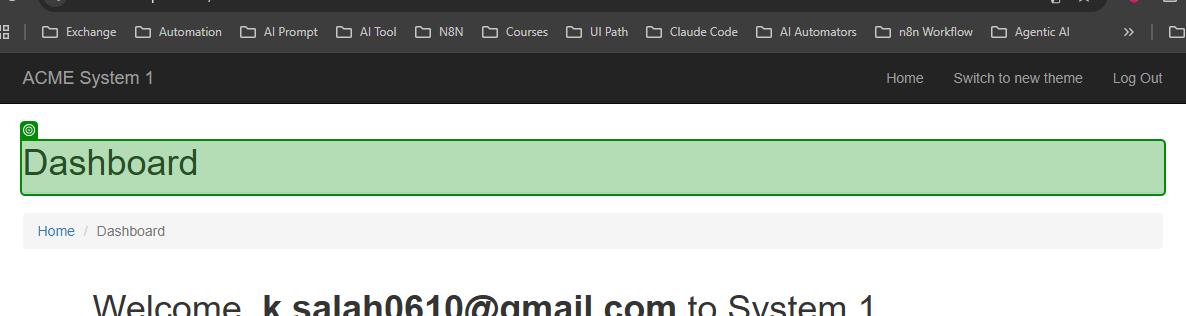 Exchange Automation AI Prompt AI Tool N8N Courses UI Path Claude Code AI Automators n8n Workflow Agentic AI »
ACME System 1 Home Switch to new theme Log Out
Dashboard
Home / Dashboard
Welcome, k.salah0610@gmail.com to System 1